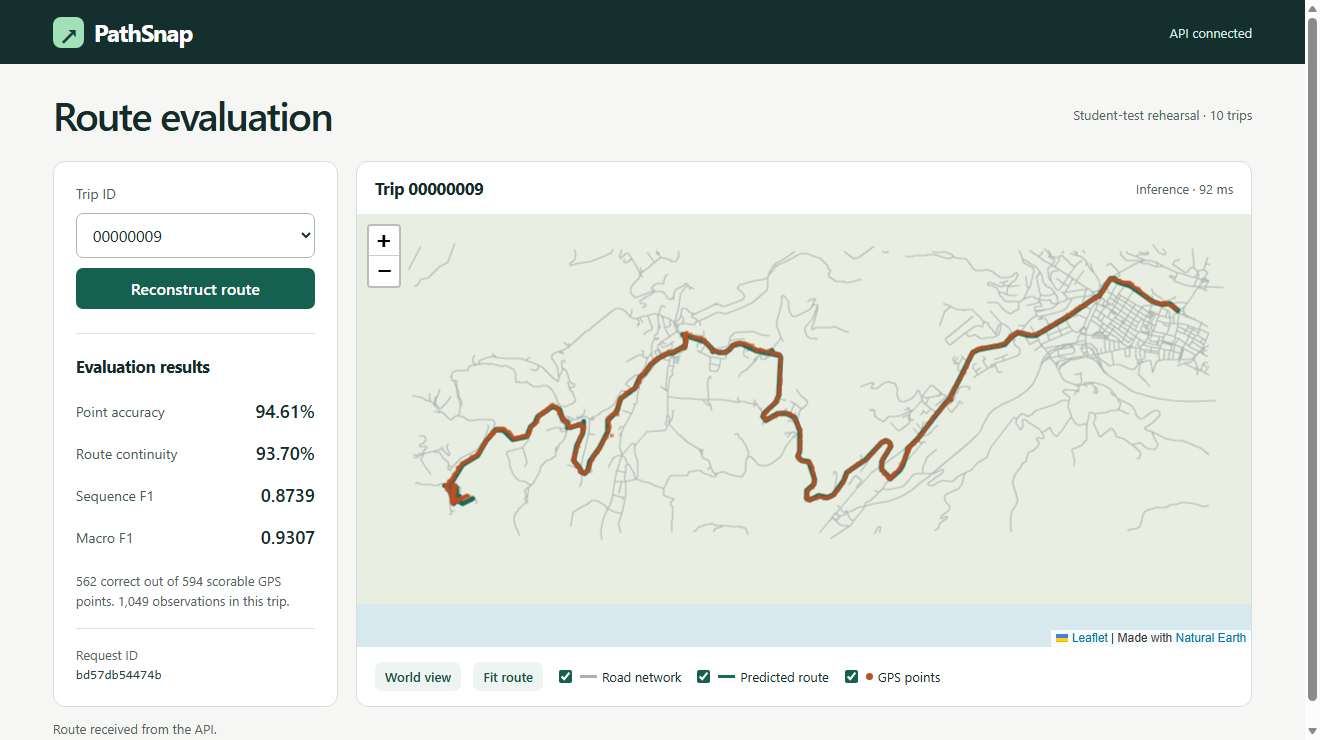 PathSnap
API connected
Route evaluation
Student-test rehearsal · 10 trips
Trip ID
00000009
Reconstruct route
Evaluation results
Point accuracy 94.61%
Route continuity 93.70%
Sequence F1 0.8739
Macro F1 0.9307
562 correct out of 594 scorable GPS
points. 1,049 observations in this trip.
Request ID
bd57db54474b
Trip 00000009
Inference · 92 ms
+
−
Leaflet | Made with Natural Earth
World view
Fit route
Road network
Predicted route
GPS points
Route received from the API.